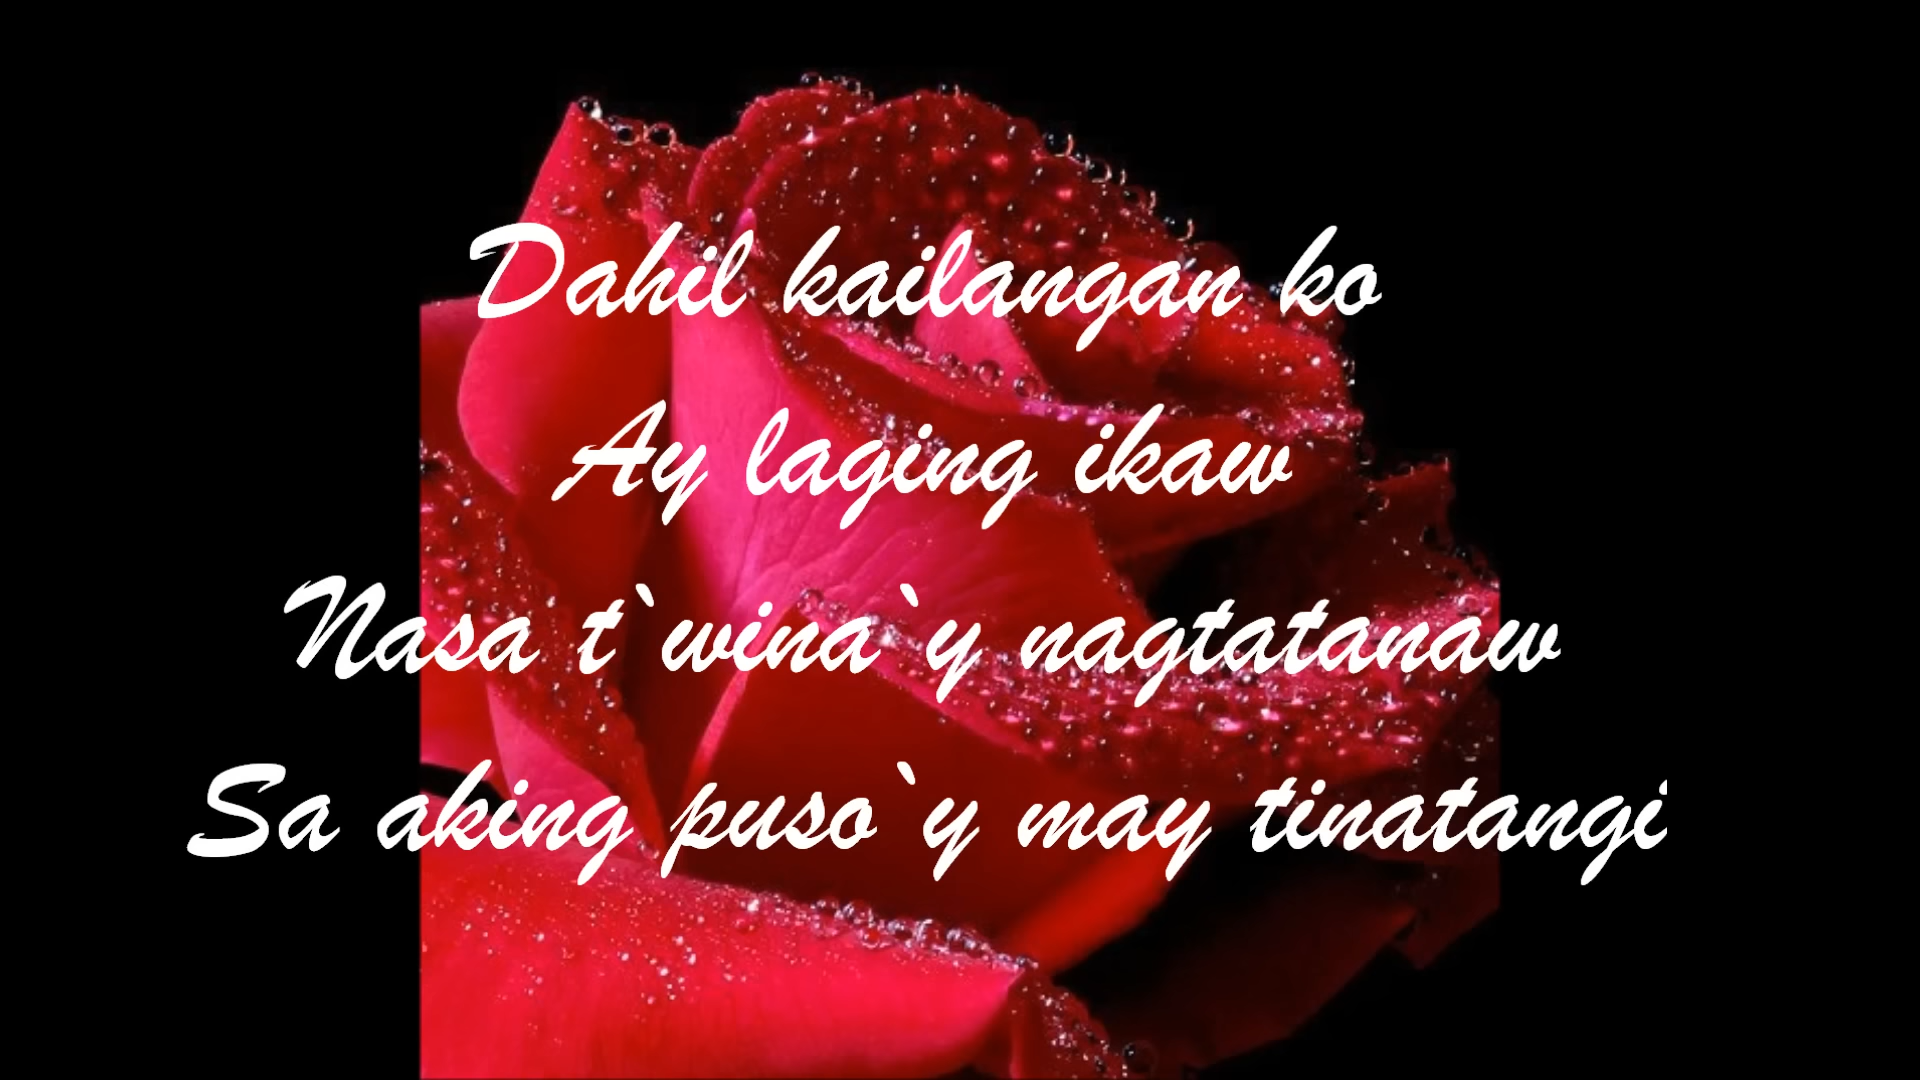 Dahil kailangan ko
Ay laging ikaw
Nasa t`wina`y nagtatanaw
Sa aking puso`y may tinatangi